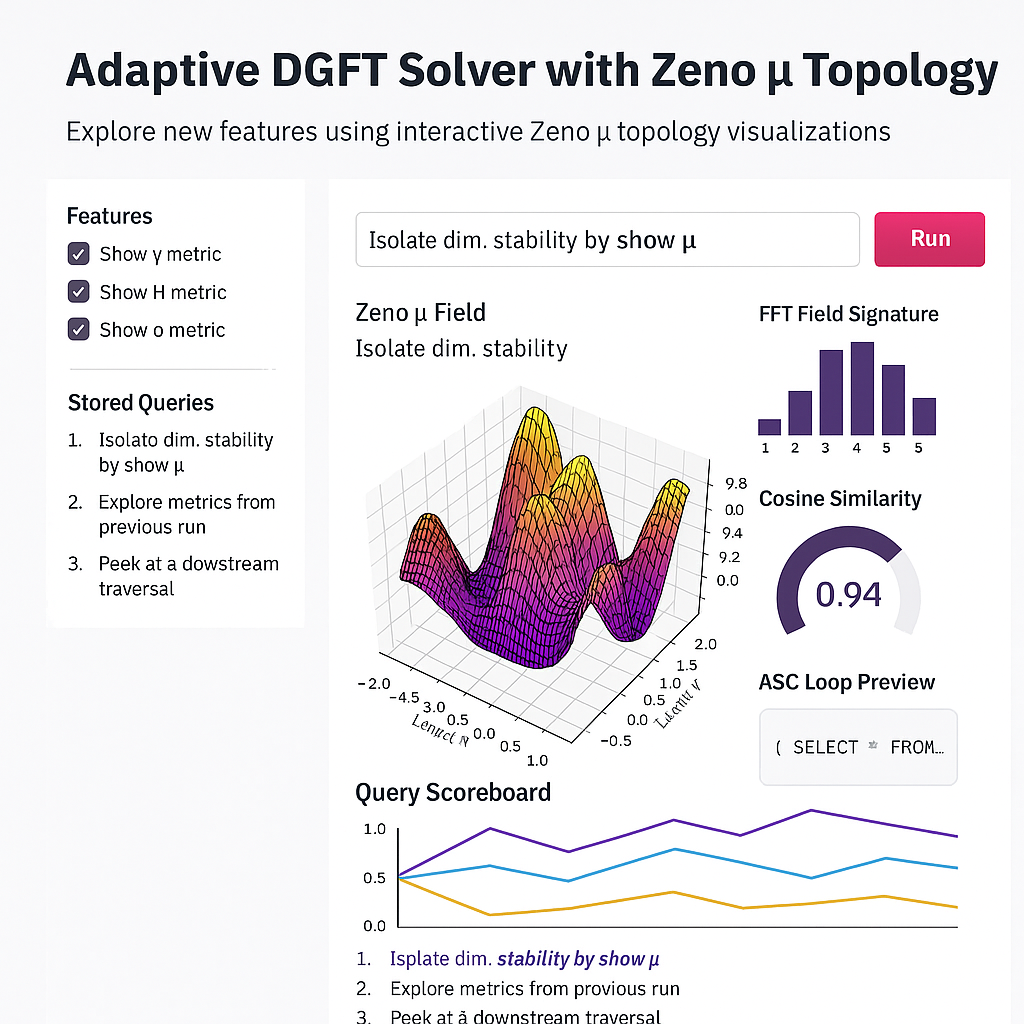 Adaptive DGFT Solver with Zeno μ Topology
Explore new features using interactive Zeno μ topology visualizations
Features
Show γ metric
Show H metric
Show o metric
Stored Queries
1. Isolato dim. stability
by show μ
2. Explore metrics from
previous run
3. Peek at a dowstream
traversal
Isolate dim. stability by show μ
Run
Zeno μ Field
Isolate dim. stability
9.8
0.0
9.4
9.2
0.0
2.0
1.5
1.0
0.5
0.0
−0.5
−2.0
−4.5
3.0
0.5
0.0
0.5
1.0
FFT Field Signature
1 2 3 4 5 5
Cosine Similarity
0.94
ASC Loop Preview
( SELECT * FROM…
Query Scoreboard
1.0
0.5
0.0
1. Isplate dim. stability by show μ
2. Explore metrics from provious run
3. Peek at ā downstream traversal